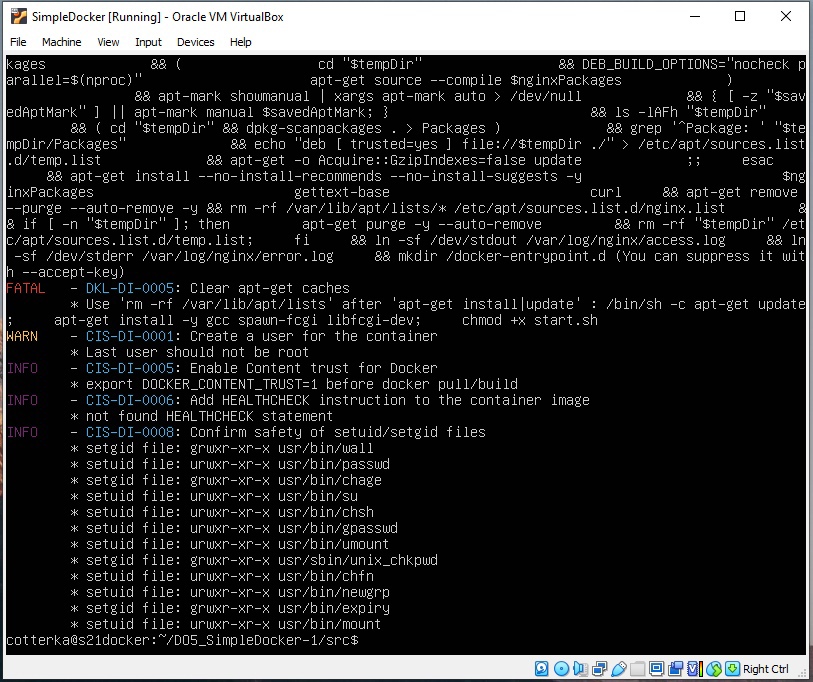 SimpleDocker [Running] - Oracle VM VirtualBox
File Machine View Input Devices Help
kages && ( cd "$tempDir" && DEB_BUILD_OPTIONS="nocheck p
arallel=$(nproc)" apt-get source --compile $nginxPackages )
&& apt-mark showmanual | xargs apt-mark auto > /dev/null && { [ -z "$sav
edAptMark" ] || apt-mark manual $savedAptMark; } && ls -lAFh "$tempDir"
&& ( cd "$tempDir" && dpkg-scanpackages . > Packages ) && grep '^Package: ' "$te
mpDir/Packages" && echo "deb [ trusted=yes ] file://$tempDir ./" > /etc/apt/sources.list
.d/temp.list && apt-get -o Acquire::GzipIndexes=false update ;; esac
&& apt-get install --no-install-recommends --no-install-suggests -y $ng
inxPackages gettext-base curl && apt-get remove
--purge --auto-remove -y && rm -rf /var/lib/apt/lists/* /etc/apt/sources.list.d/nginx.list &
& if [ -n "$tempDir" ]; then apt-get purge -y --auto-remove && rm -rf "$tempDir" /et
c/apt/sources.list.d/temp.list; fi && ln -sf /dev/stdout /var/log/nginx/access.log && ln
-sf /dev/stderr /var/log/nginx/error.log && mkdir /docker-entrypoint.d (You can suppress it wit
h --accept-key)
FATAL - DKL-DI-0005: Clear apt-get caches
* Use 'rm -rf /var/lib/apt/lists' after 'apt-get install|update' : /bin/sh -c apt-get update
; apt-get install -y gcc spawn-fcgi libfcgi-dev; chmod +x start.sh
WARN - CIS-DI-0001: Create a user for the container
* Last user should not be root
INFO - CIS-DI-0005: Enable Content trust for Docker
* export DOCKER_CONTENT_TRUST=1 before docker pull/build
INFO - CIS-DI-0006: Add HEALTHCHECK instruction to the container image
* not found HEALTHCHECK statement
INFO - CIS-DI-0008: Confirm safety of setuid/setgid files
* setgid file: grwxr-xr-x usr/bin/wall
* setuid file: urwxr-xr-x usr/bin/passwd
* setgid file: grwxr-xr-x usr/bin/chage
* setuid file: urwxr-xr-x usr/bin/su
* setuid file: urwxr-xr-x usr/bin/chsh
* setuid file: urwxr-xr-x usr/bin/gpasswd
* setuid file: urwxr-xr-x usr/bin/umount
* setgid file: grwxr-xr-x usr/sbin/unix_chkpwd
* setuid file: urwxr-xr-x usr/bin/chfn
* setuid file: urwxr-xr-x usr/bin/newgrp
* setgid file: grwxr-xr-x usr/bin/expiry
* setuid file: urwxr-xr-x usr/bin/mount
cotterka@s21docker:~/DO5_SimpleDocker-1/src$
Right Ctrl